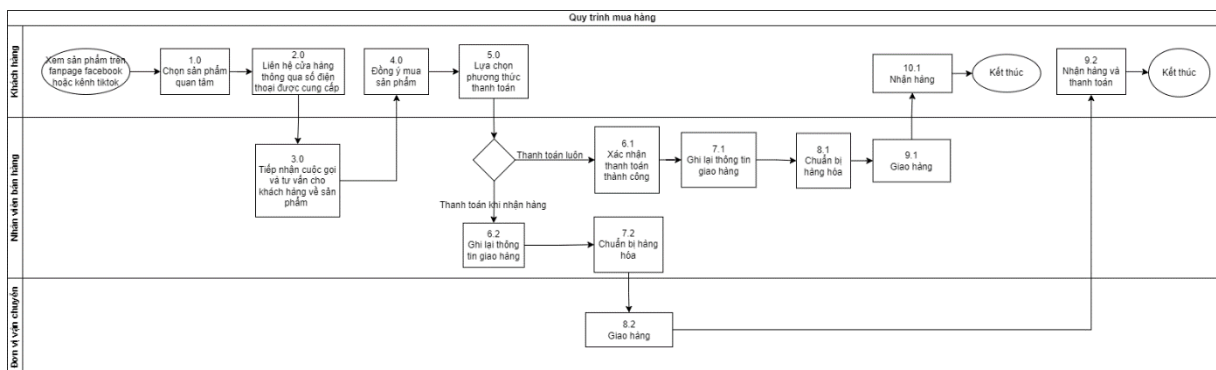 Quy trình mua hàng
Khách hàng
Xem sản phẩm trên
fanpage facebook
hoặc kênh tiktok
1.0
Chọn sản phẩm
quan tâm
2.0
Liên hệ cửa hàng
thông qua số điện
thoại được cung cấp
4.0
Đồng ý mua
sản phẩm
5.0
Lựa chọn
phương thức
thanh toán
10.1
Nhận hàng
Kết thúc
9.2
Nhận hàng và
thanh toán
Kết thúc
Nhân viên bán hàng
3.0
Tiếp nhận cuộc gọi
và tư vấn cho
khách hàng về sản
phẩm
Thanh toán luôn
6.1
Xác nhận
thanh toán
thành công
7.1
Ghi lại thông tin
giao hàng
8.1
Chuẩn bị
hàng hóa
9.1
Giao hàng
Thanh toán khi nhận hàng
6.2
Ghi lại thông
tin giao hàng
7.2
Chuẩn bị hàng
hóa
Đơn vị vận chuyển
8.2
Giao hàng